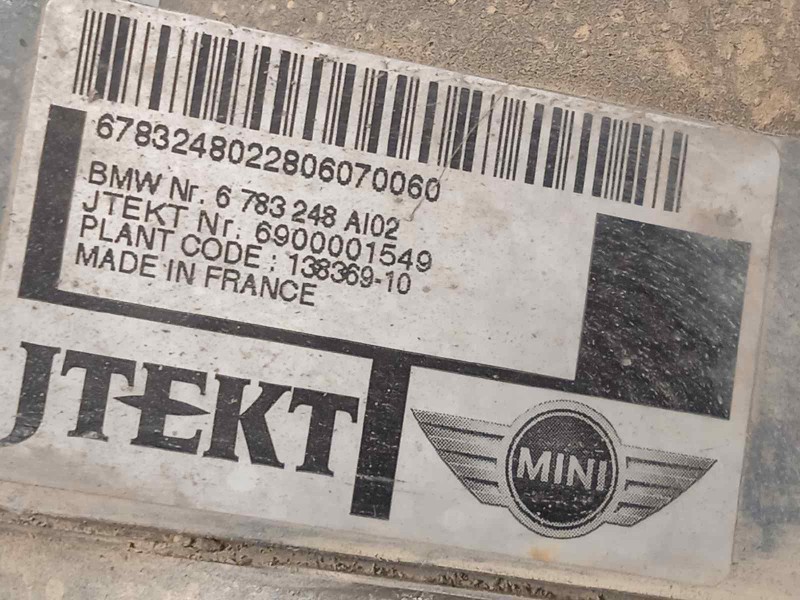 6783248022806070060
BMW Nr. 6 783 248 AI02
JTEKT Nr. 6900001549
PLANT CODE : 138369-10
MADE IN FRANCE
JTEKT
MINI